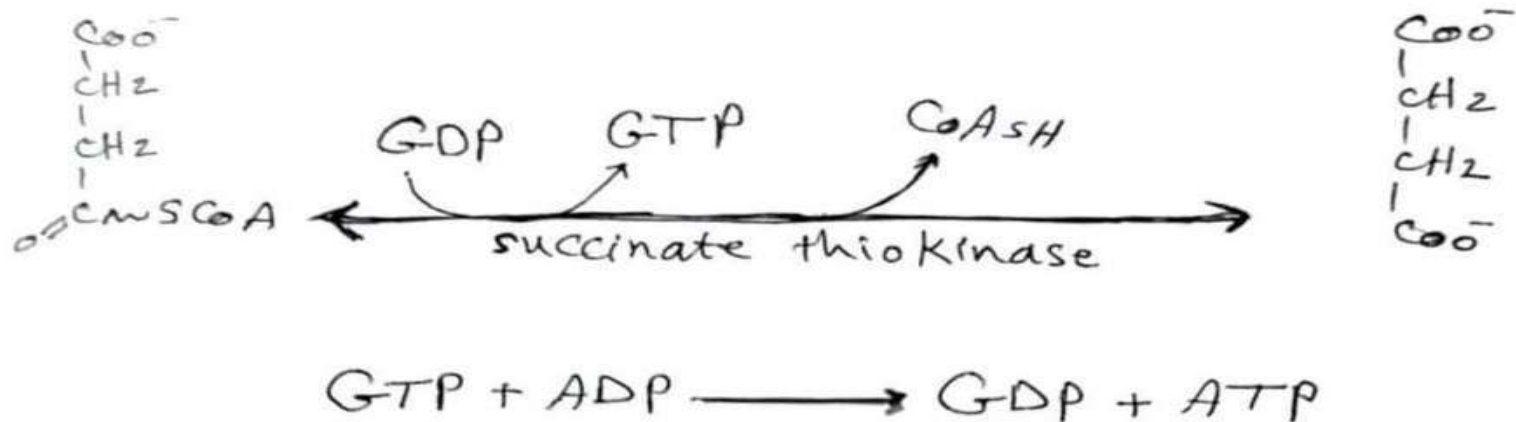 COO⁻
CH2
CH2
O=C~SCoA
GDP GTP CoASH
succinate thiokinase
COO⁻
CH2
CH2
COO⁻
GTP + ADP → GDP + ATP